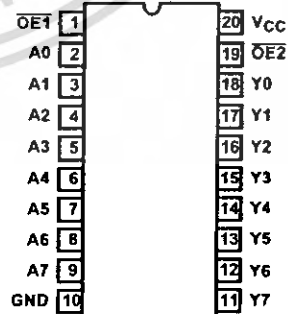 O̅E̅1̅ 1 20 VCC
A0 2 19 O̅E̅2̅
A1 3 18 Y0
A2 4 17 Y1
A3 5 16 Y2
A4 6 15 Y3
A5 7 14 Y4
A6 8 13 Y5
A7 9 12 Y6
GND 10 11 Y7